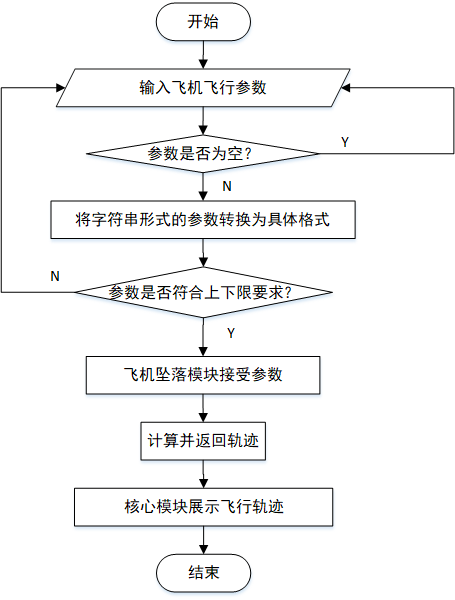 开始
输入飞机飞行参数
参数是否为空？
Y
N
将字符串形式的参数转换为具体格式
N
参数是否符合上下限要求？
Y
飞机坠落模块接受参数
计算并返回轨迹
核心模块展示飞行轨迹
结束